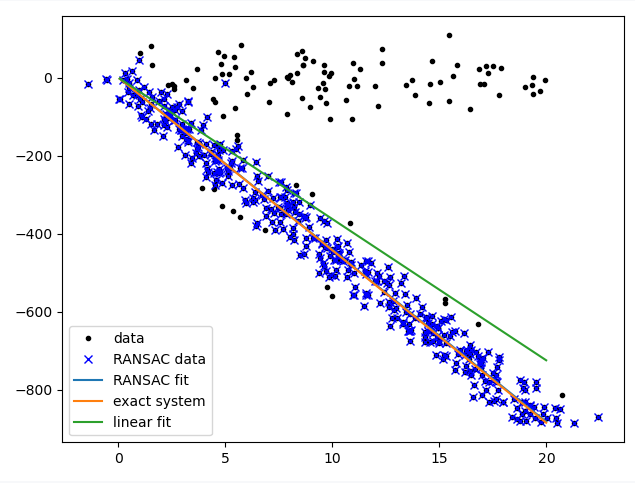 0
−200
−400
−600
−800
data
RANSAC data
RANSAC fit
exact system
linear fit
0 5 10 15 20